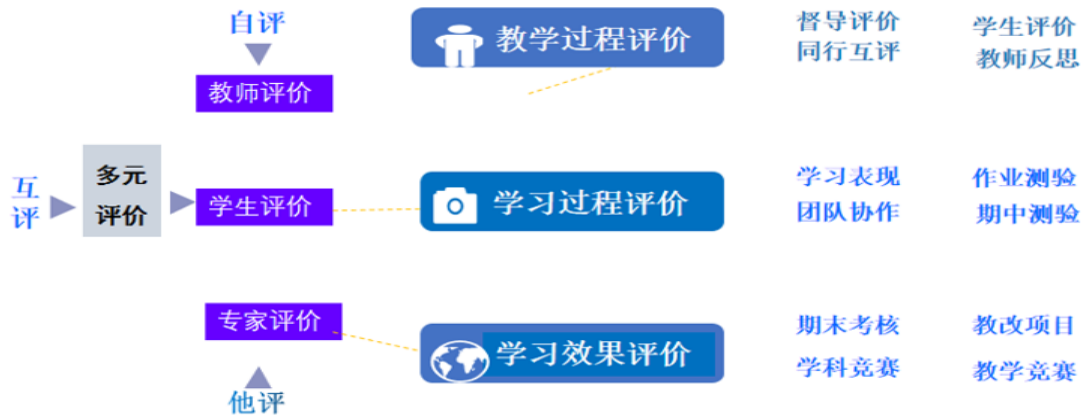 自评
教学过程评价
督导评价
学生评价
同行互评
教师反思
教师评价
互评
多元
评价
学生评价
学习过程评价
学习表现
作业测验
团队协作
期中测验
专家评价
学习效果评价
期末考核
教改项目
学科竞赛
教学竞赛
他评